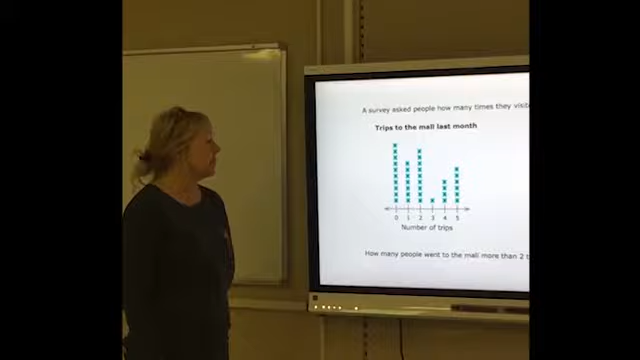 A survey asked people how many times they visite
Trips to the mall last month
0 1 2 3 4 5
Number of trips
How many people went to the mall more than 2 t